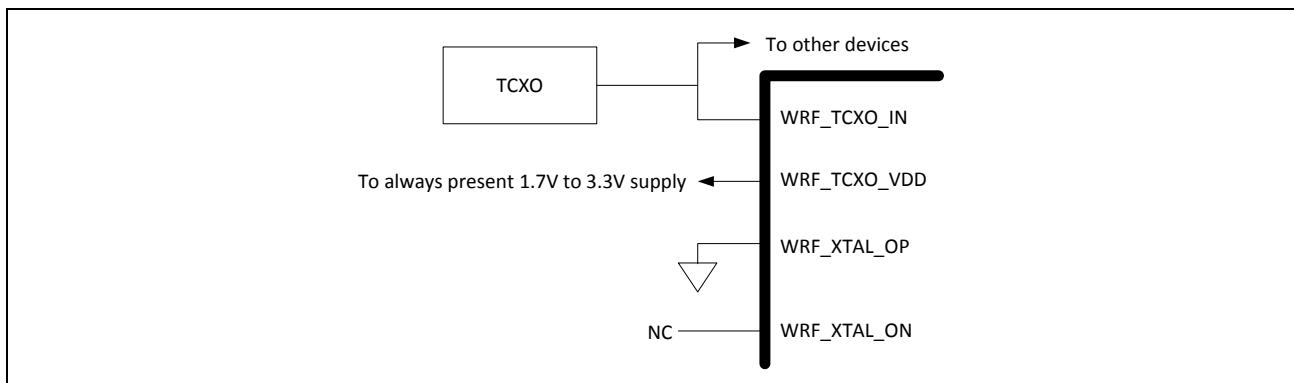 To other devices
TCXO
WRF_TCXO_IN
To always present 1.7V to 3.3V supply
WRF_TCXO_VDD
WRF_XTAL_OP
NC
WRF_XTAL_ON